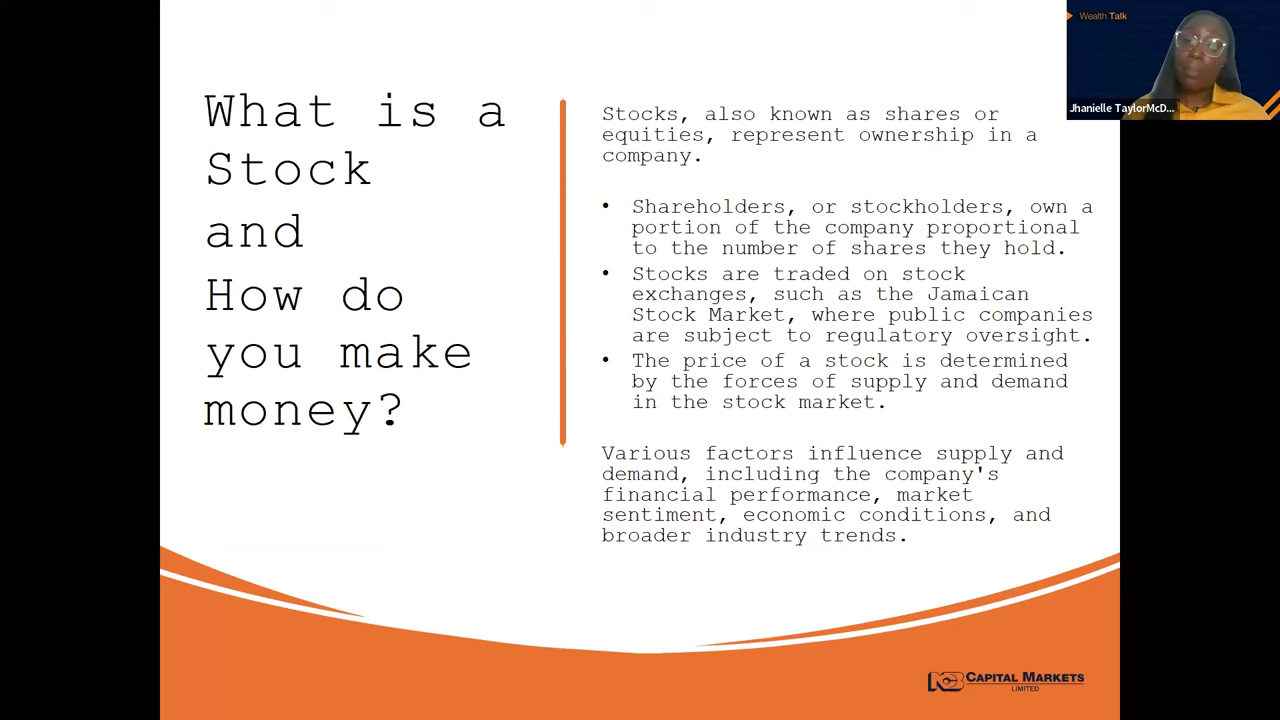 What is a
Stock
and
How do
you make
money?
Stocks, also known as shares or
equities, represent ownership in a
company.
• Shareholders, or stockholders, own a
portion of the company proportional
to the number of shares they hold.
• Stocks are traded on stock
exchanges, such as the Jamaican
Stock Market, where public companies
are subject to regulatory oversight.
• The price of a stock is determined
by the forces of supply and demand
in the stock market.
Various factors influence supply and
demand, including the company's
financial performance, market
sentiment, economic conditions, and
broader industry trends.
Wealth Talk
Jhanielle TaylorMcD...
NCB CAPITAL MARKETS
LIMITED